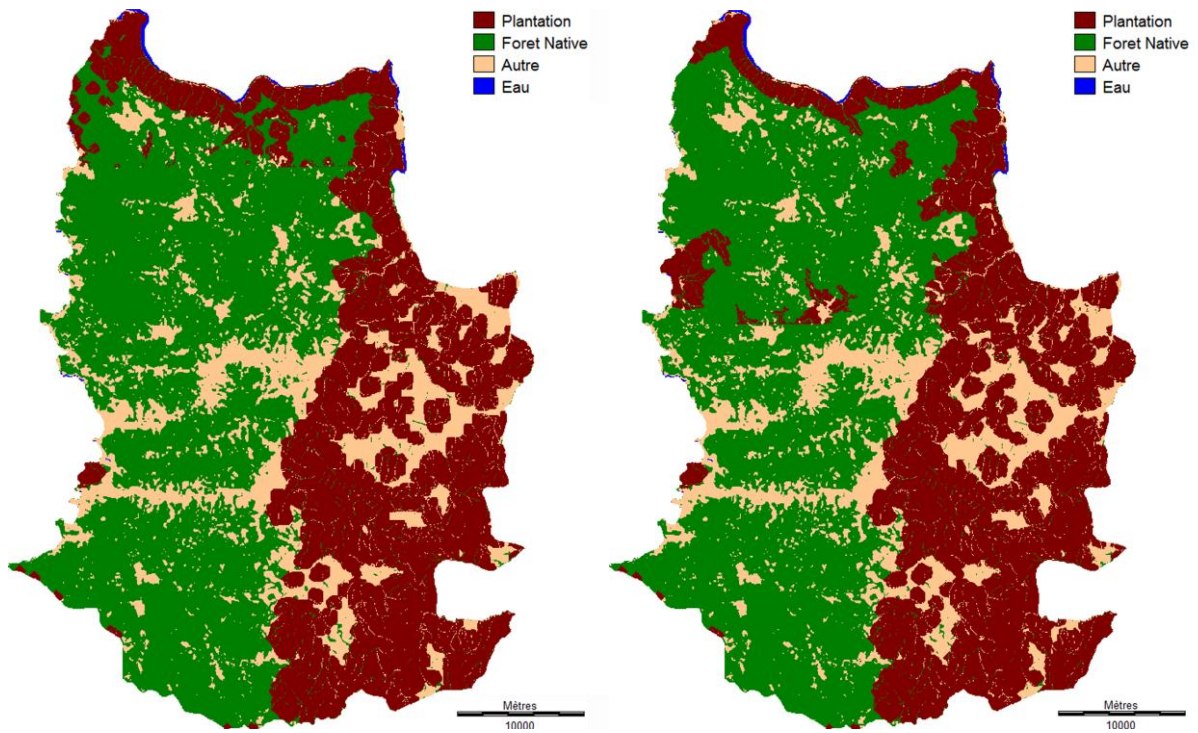 Plantation
Foret Native
Autre
Eau
Mètres
10000
Plantation
Foret Native
Autre
Eau
Mètres
10000